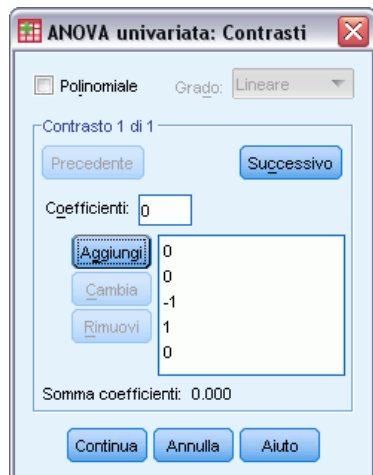 ANOVA univariata: Contrasti
Polinomiale Grado: Lineare
Contrasto 1 di 1
Precedente Successivo
Coefficienti: 0
Aggiungi
Cambia
Rimuovi
0
0
-1
1
0
Somma coefficienti: 0.000
Continua Annulla Aiuto